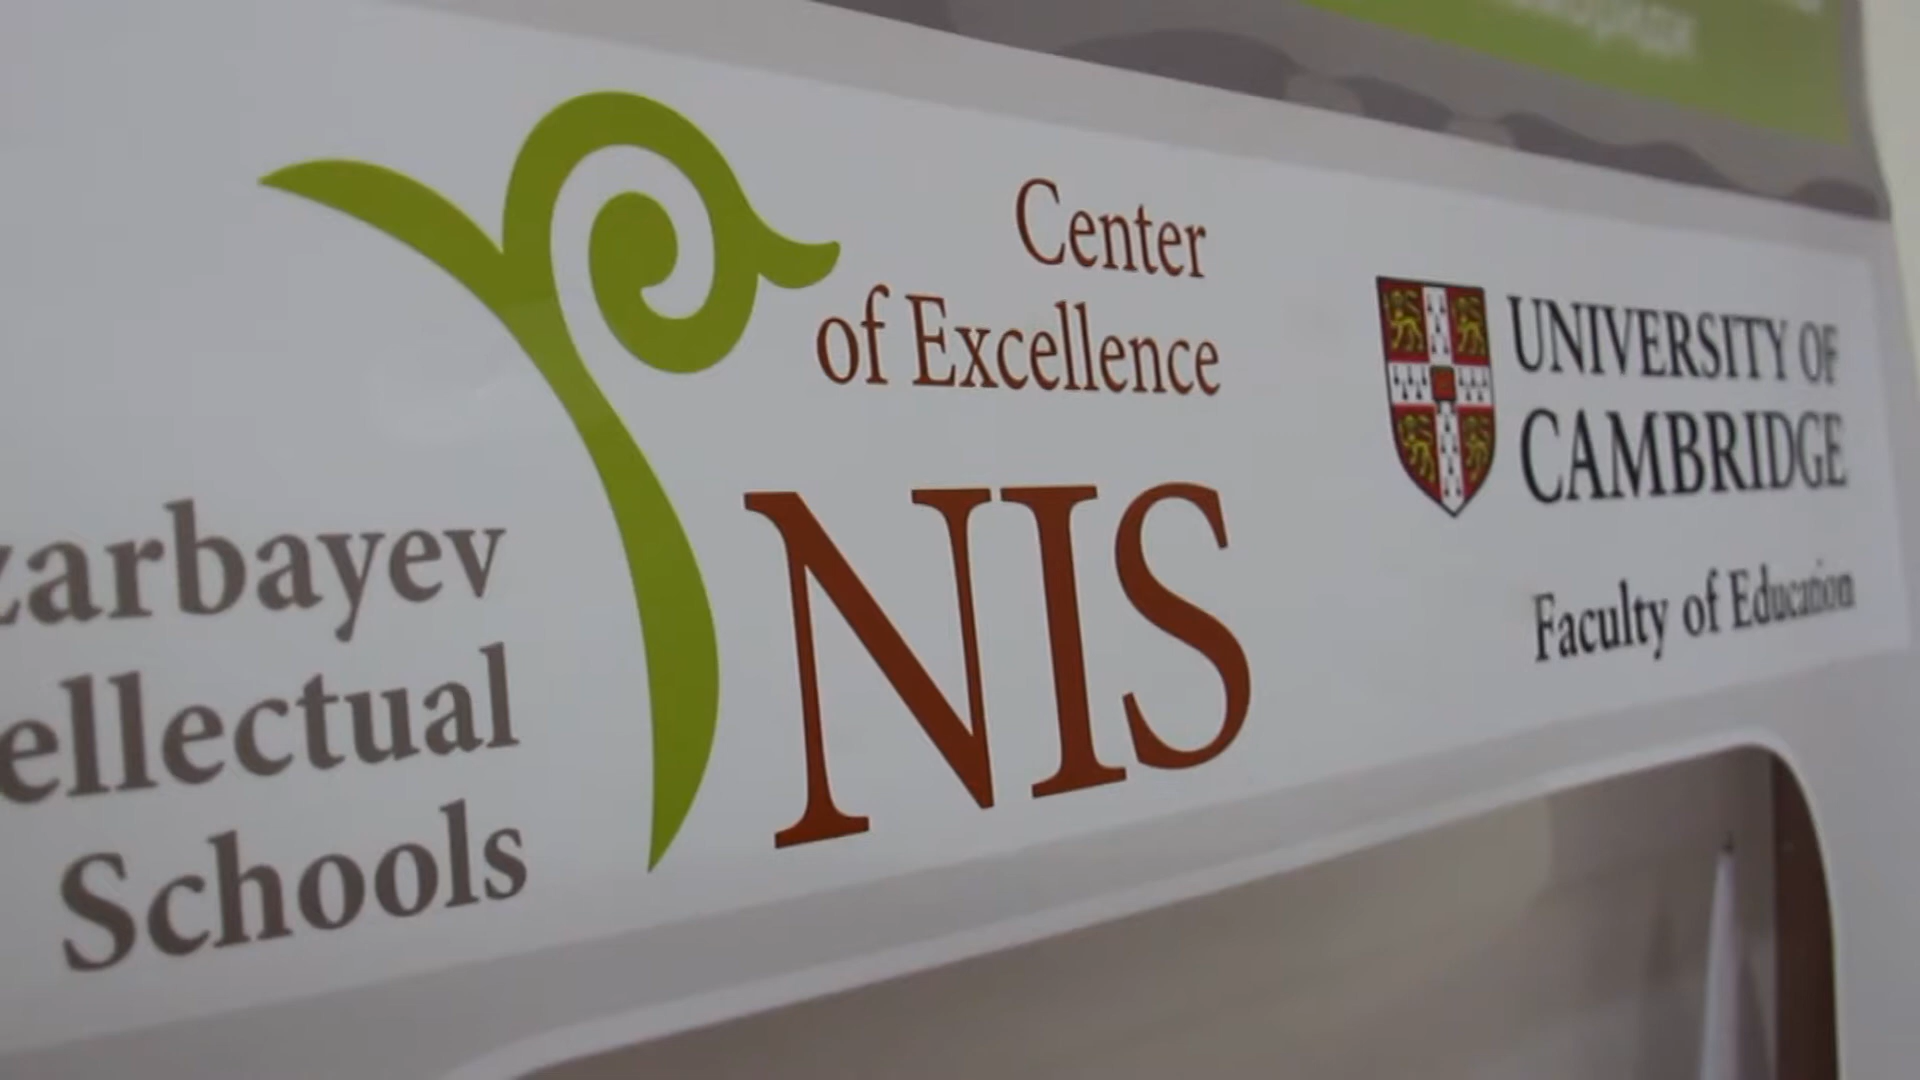 zarbayev
ellectual
Schools
Center
of Excellence
NIS
UNIVERSITY OF
CAMBRIDGE
Faculty of Education